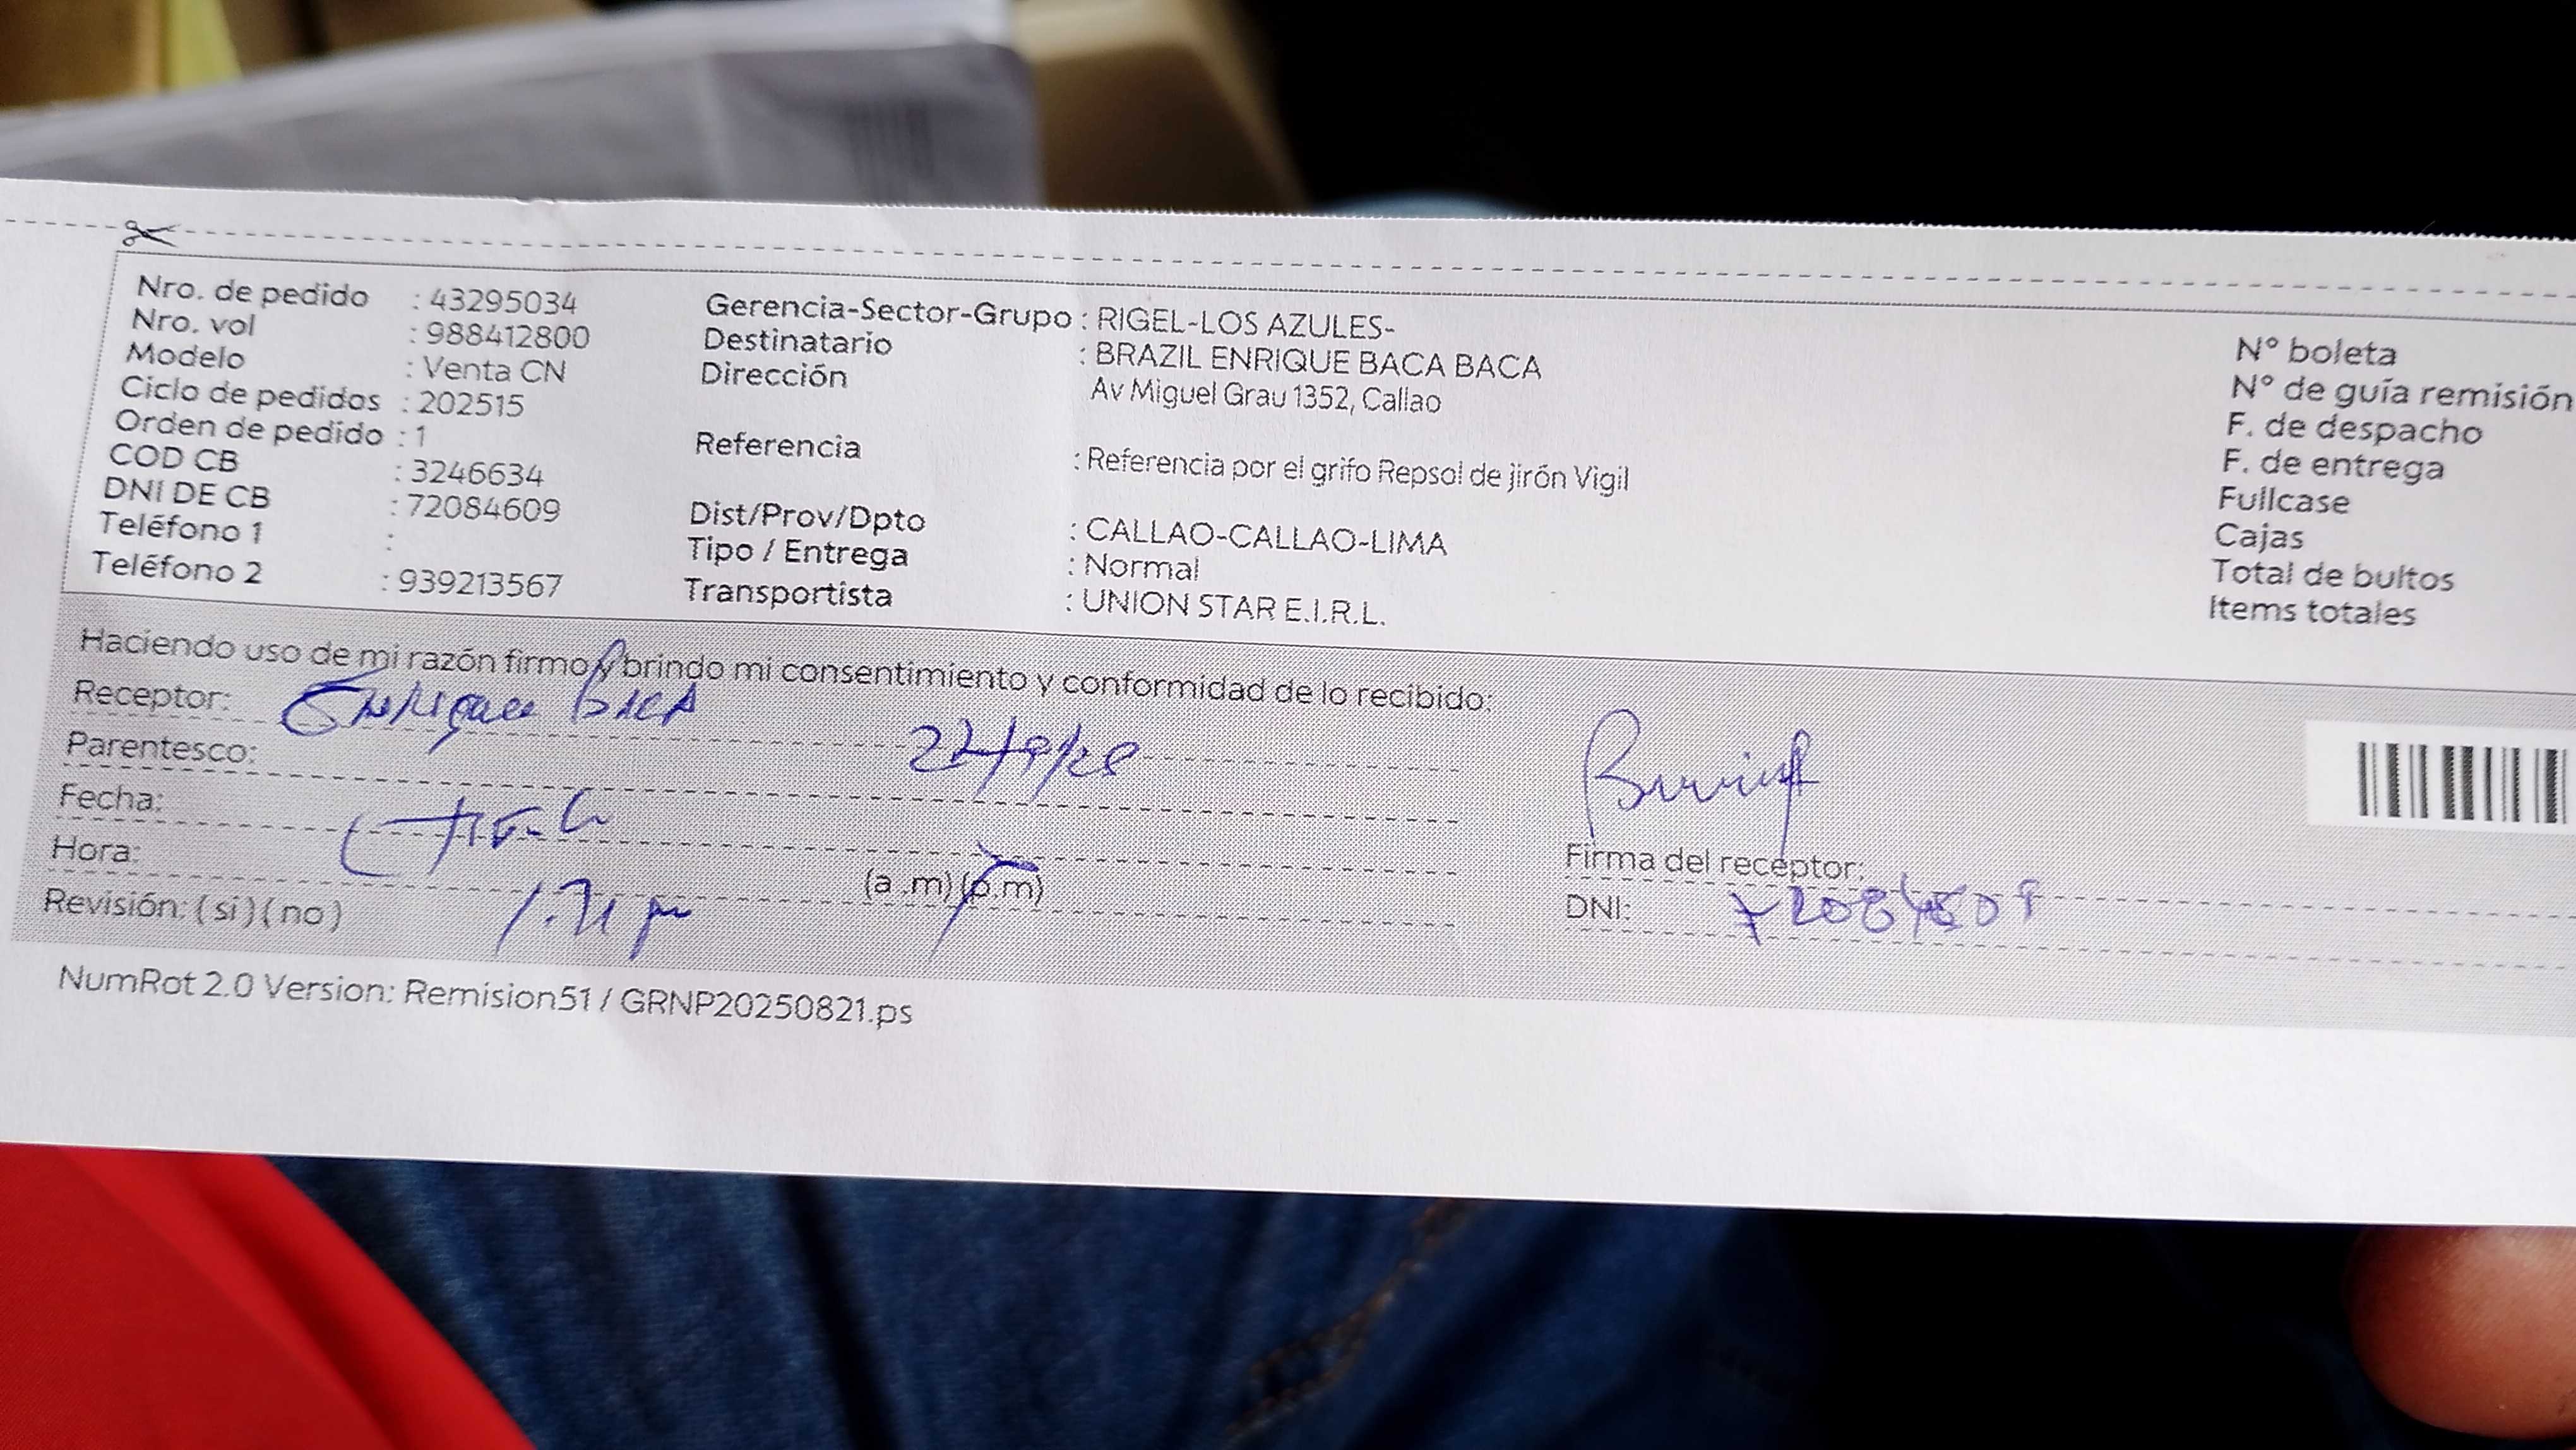 Nro. de pedido : 43295034
Nro. vol : 988412800
Modelo : Venta CN
Ciclo de pedidos : 202515
Orden de pedido : 1
COD CB : 3246634
DNI DE CB : 72084609
Teléfono 1 :
Teléfono 2 : 939213567
Gerencia-Sector-Grupo : RIGEL-LOS AZULES-
Destinatario : BRAZIL ENRIQUE BACA BACA
Dirección Av Miguel Grau 1352, Callao
Referencia : Referencia por el grifo Repsol de jirón Vigil
Dist/Prov/Dpto : CALLAO-CALLAO-LIMA
Tipo / Entrega : Normal
Transportista : UNION STAR E.I.R.L.
N° boleta
N° de guía remisión
F. de despacho
F. de entrega
Fullcase
Cajas
Total de bultos
Items totales
Haciendo uso de mi razón firmo y brindo mi consentimiento y conformidad de lo recibido:
Receptor: Enrique BACA
Parentesco:
Fecha:
Hora: (a .m) (p.m)
Revisión: ( si ) ( no )
Firma del receptor:
DNI:
NumRot 2.0 Version: Remision51 / GRNP20250821.ps